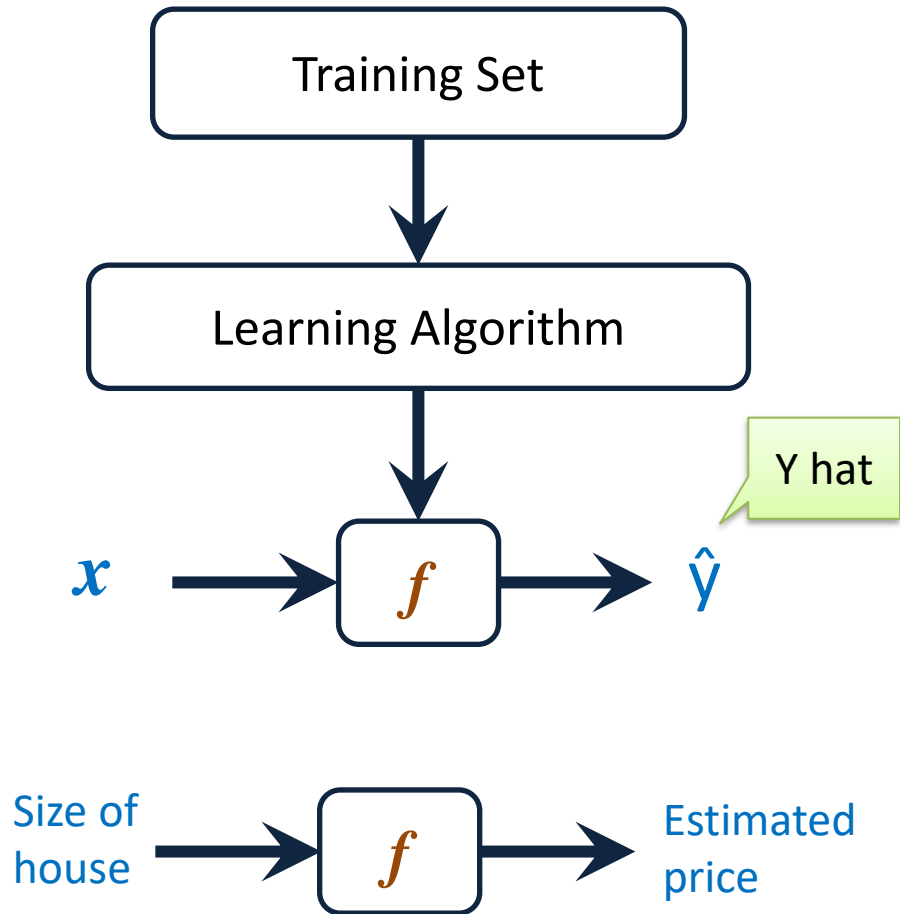 Training Set
Learning Algorithm
Y hat
x
f
ŷ
Size of
house
f
Estimated
price